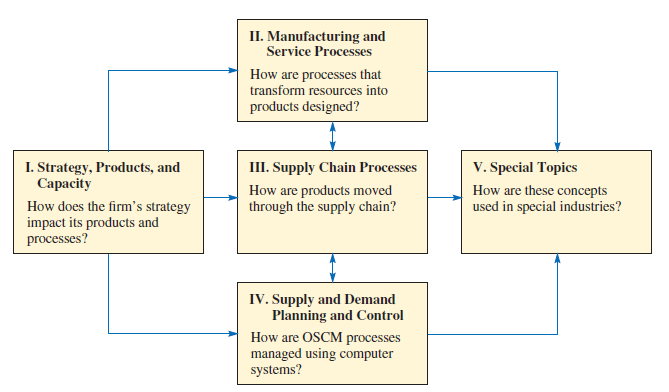 II. Manufacturing and
Service Processes
How are processes that
transform resources into
products designed?
I. Strategy, Products, and
Capacity
How does the firm's strategy
impact its products and
processes?
III. Supply Chain Processes
How are products moved
through the supply chain?
V. Special Topics
How are these concepts
used in special industries?
IV. Supply and Demand
Planning and Control
How are OSCM processes
managed using computer
systems?